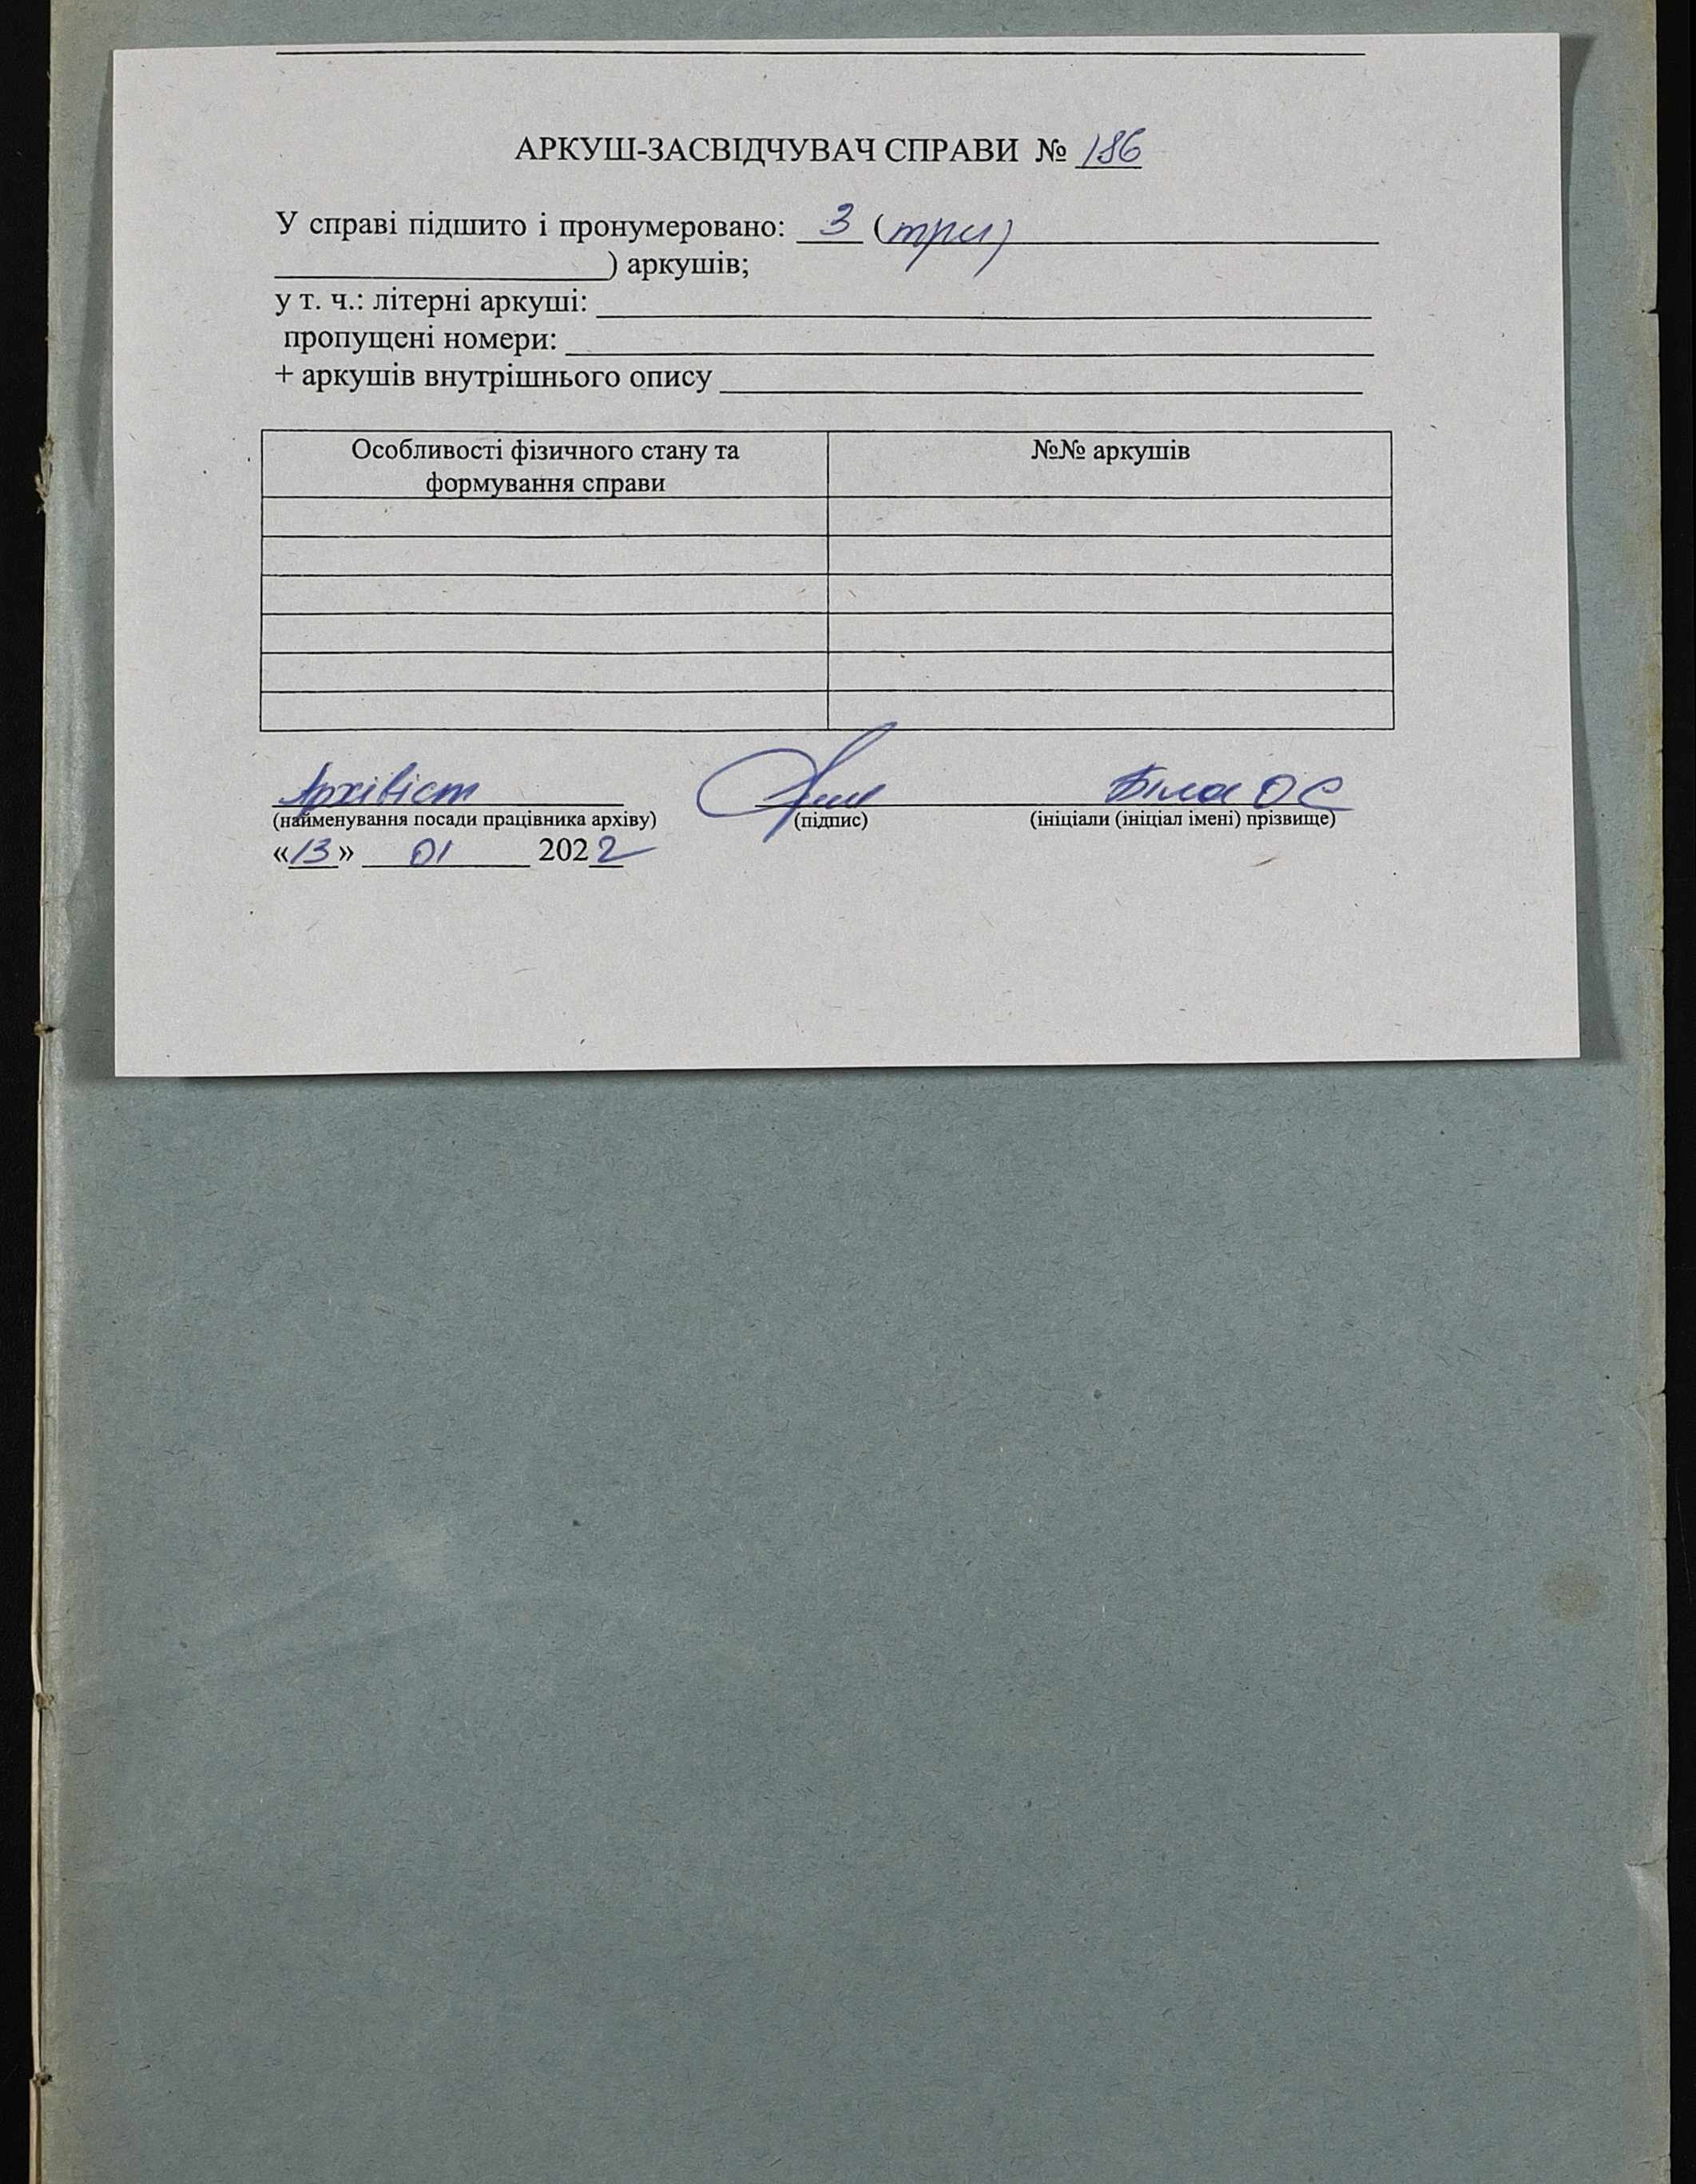 АРКУШ-ЗАСВІДЧУВАЧ СПРАВИ № 186
У справі підшито і пронумеровано: 3 (три)
) аркушів;
у т. ч.: літерні аркуші:
пропущені номери:
+ аркушів внутрішнього опису
Особливості фізичного стану та формування справи
№№ аркушів
Архівіст
Біла О С
(найменування посади працівника архіву) (підпис) (ініціали (ініціал імені) прізвище)
«13» 01 2022